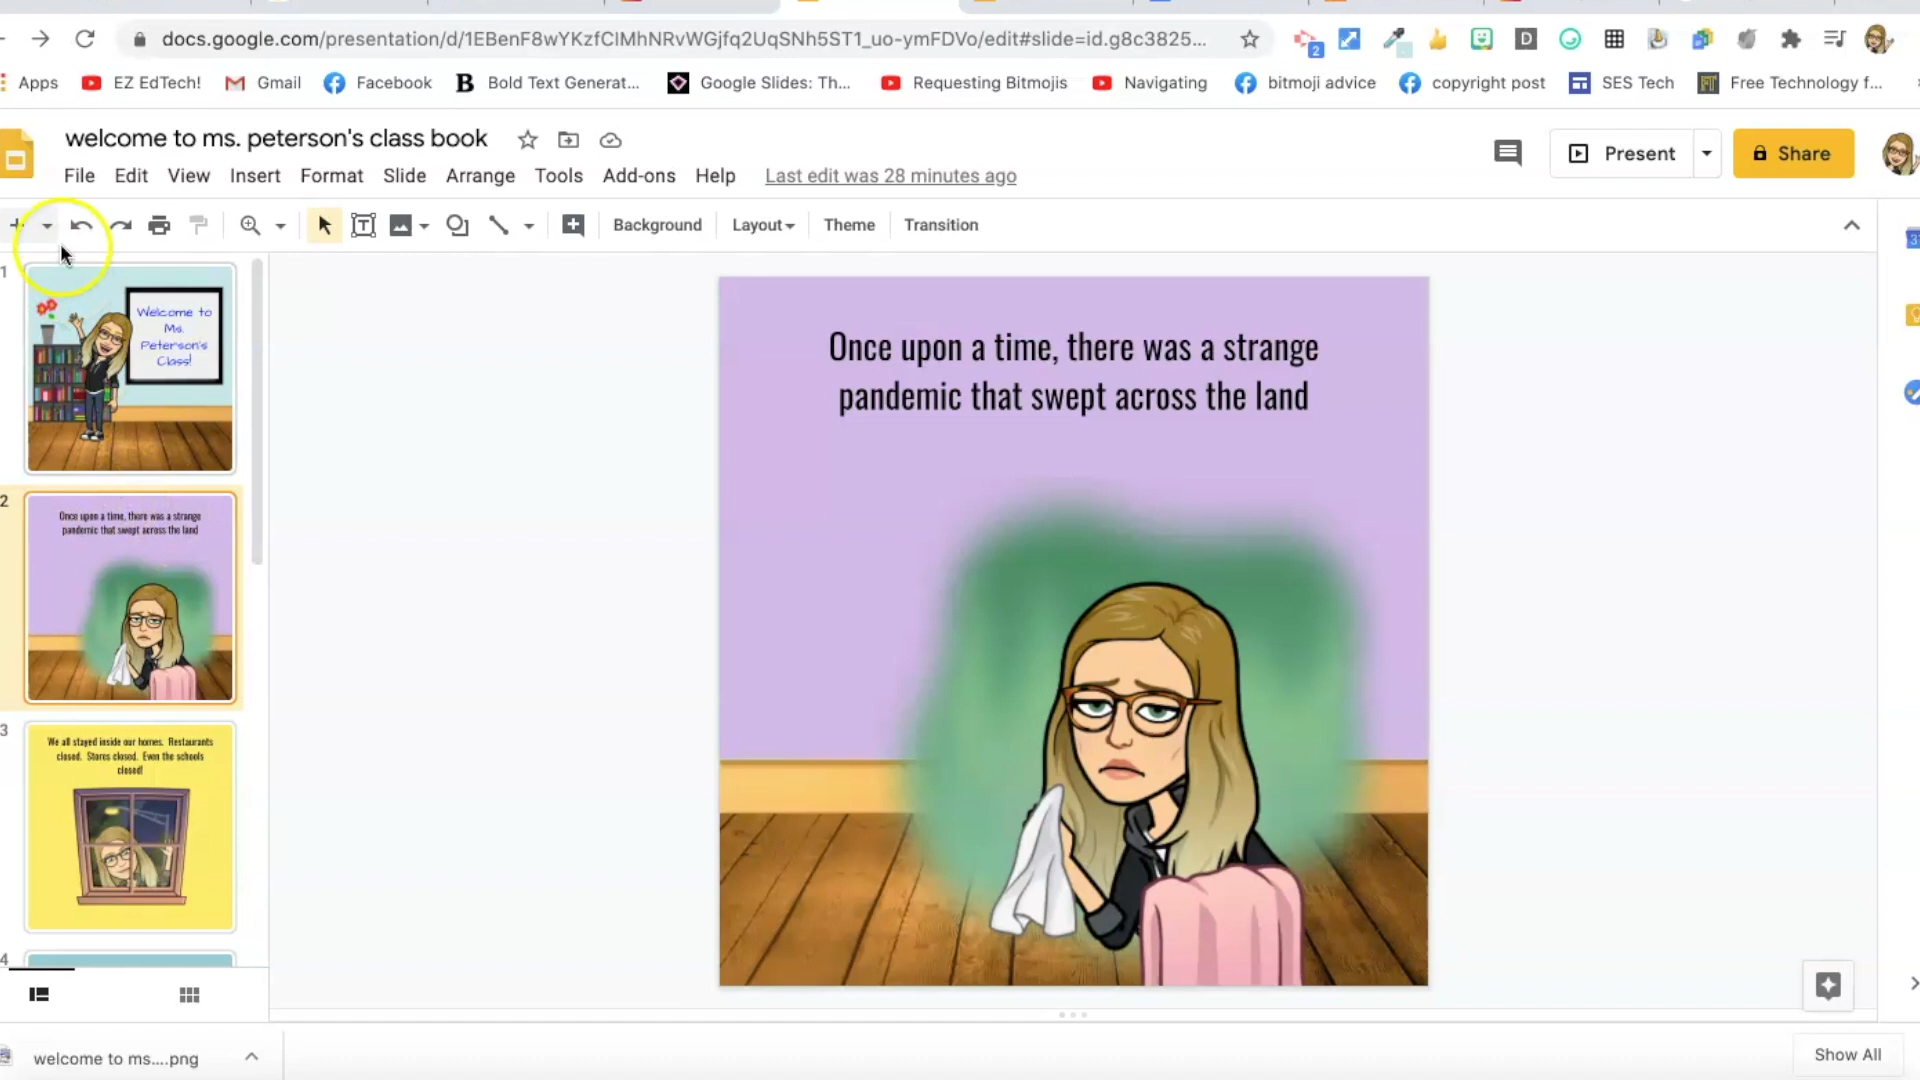 docs.google.com/presentation/d/1EBenF8wYKzfClMhNRvWGjfq2UqSNh5ST1_uo-ymFDVo/edit#slide=id.g8c3825...
2
D
Apps EZ EdTech! Gmail Facebook B Bold Text Generat... Google Slides: Th... Requesting Bitmojis Navigating bitmoji advice copyright post SES Tech Free Technology f...
welcome to ms. peterson's class book
Present
Share
File Edit View Insert Format Slide Arrange Tools Add-ons Help Last edit was 28 minutes ago
Background Layout Theme Transition
1
Welcome to
Ms.
Peterson's
Class!
2
Once upon a time, there was a strange
pandemic that swept across the land
3
We all stayed inside our homes. Restaurants
closed. Stores closed. Even the schools
closed!
4
Once upon a time, there was a strange
pandemic that swept across the land
welcome to ms....png
Show All